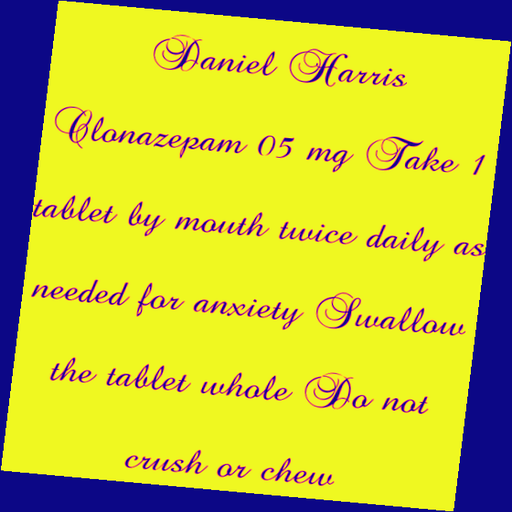 Daniel Harris
Clonazepam 05 mg Take 1
tablet by mouth twice daily as
needed for anxiety Swallow
the tablet whole Do not
crush or chew